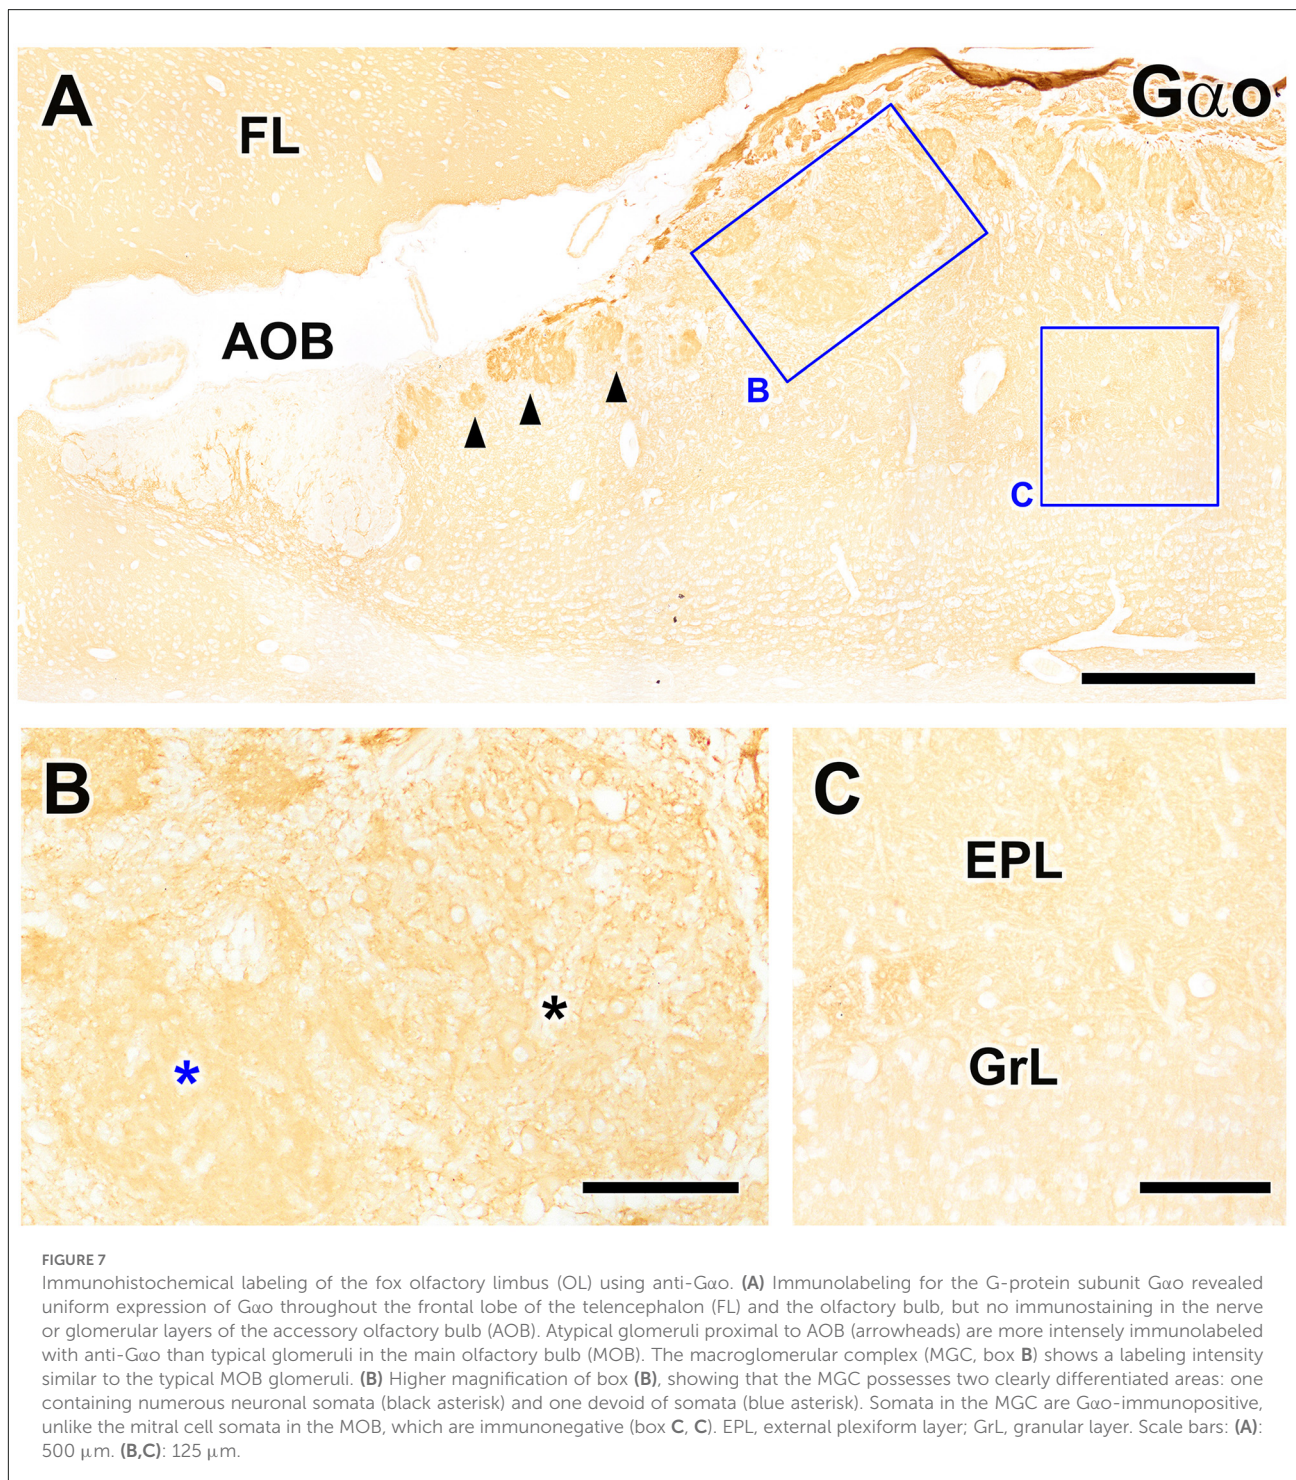 A
FL
Gαo
AOB
B
C
B
*
*
C
EPL
GrL
FIGURE 7
Immunohistochemical labeling of the fox olfactory limbus (OL) using anti-Gαo. (A) Immunolabeling for the G-protein subunit Gαo revealed
uniform expression of Gαo throughout the frontal lobe of the telencephalon (FL) and the olfactory bulb, but no immunostaining in the nerve
or glomerular layers of the accessory olfactory bulb (AOB). Atypical glomeruli proximal to AOB (arrowheads) are more intensely immunolabeled
with anti-Gαo than typical glomeruli in the main olfactory bulb (MOB). The macroglomerular complex (MGC, box B) shows a labeling intensity
similar to the typical MOB glomeruli. (B) Higher magnification of box (B), showing that the MGC possesses two clearly differentiated areas: one
containing numerous neuronal somata (black asterisk) and one devoid of somata (blue asterisk). Somata in the MGC are Gαo-immunopositive,
unlike the mitral cell somata in the MOB, which are immunonegative (box C, C). EPL, external plexiform layer; GrL, granular layer. Scale bars: (A):
500 μm. (B,C): 125 μm.